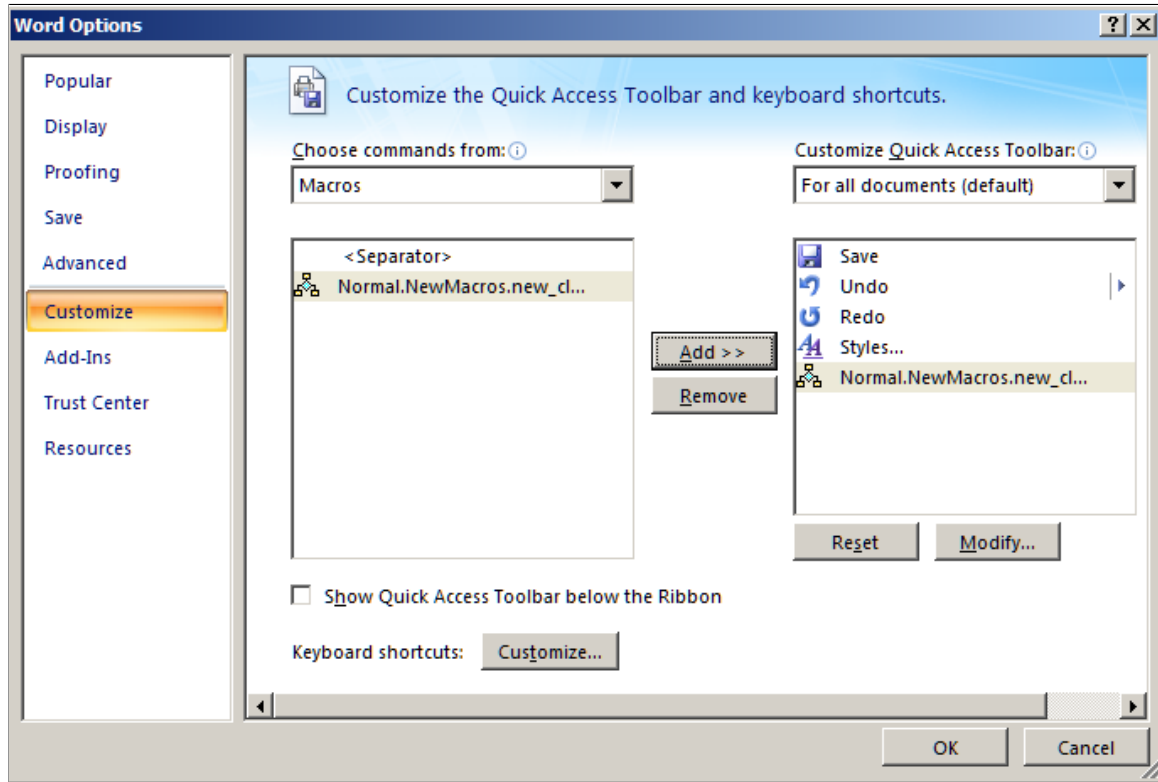 Word Options
Popular
Display
Proofing
Save
Advanced
Customize
Add-Ins
Trust Center
Resources
Customize the Quick Access Toolbar and keyboard shortcuts.
Choose commands from:
Macros
<Separator>
Normal.NewMacros.new_cl...
Add >>
Remove
Customize Quick Access Toolbar:
For all documents (default)
Save
Undo
Redo
Styles...
Normal.NewMacros.new_cl...
Reset Modify...
Show Quick Access Toolbar below the Ribbon
Keyboard shortcuts: Customize...
OK Cancel